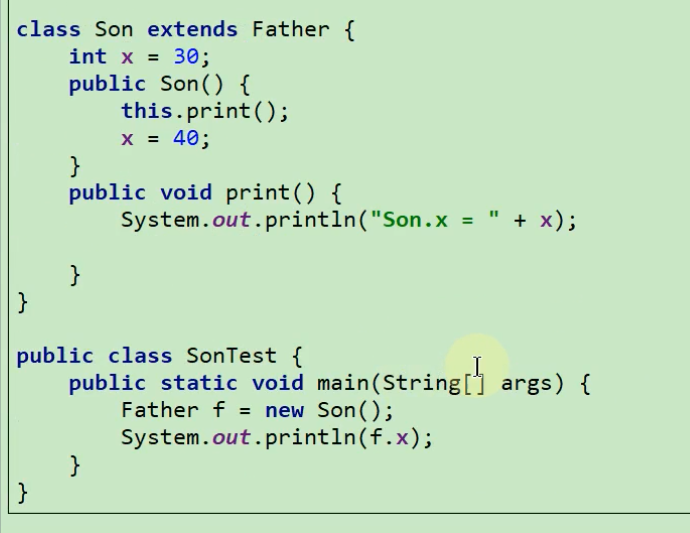 class Son extends Father {
    int x = 30;
    public Son() {
        this.print();
        x = 40;
    }
    public void print() {
        System.out.println("Son.x = " + x);
    }
}
public class SonTest {
    public static void main(String[] args) {
        Father f = new Son();
        System.out.println(f.x);
    }
}